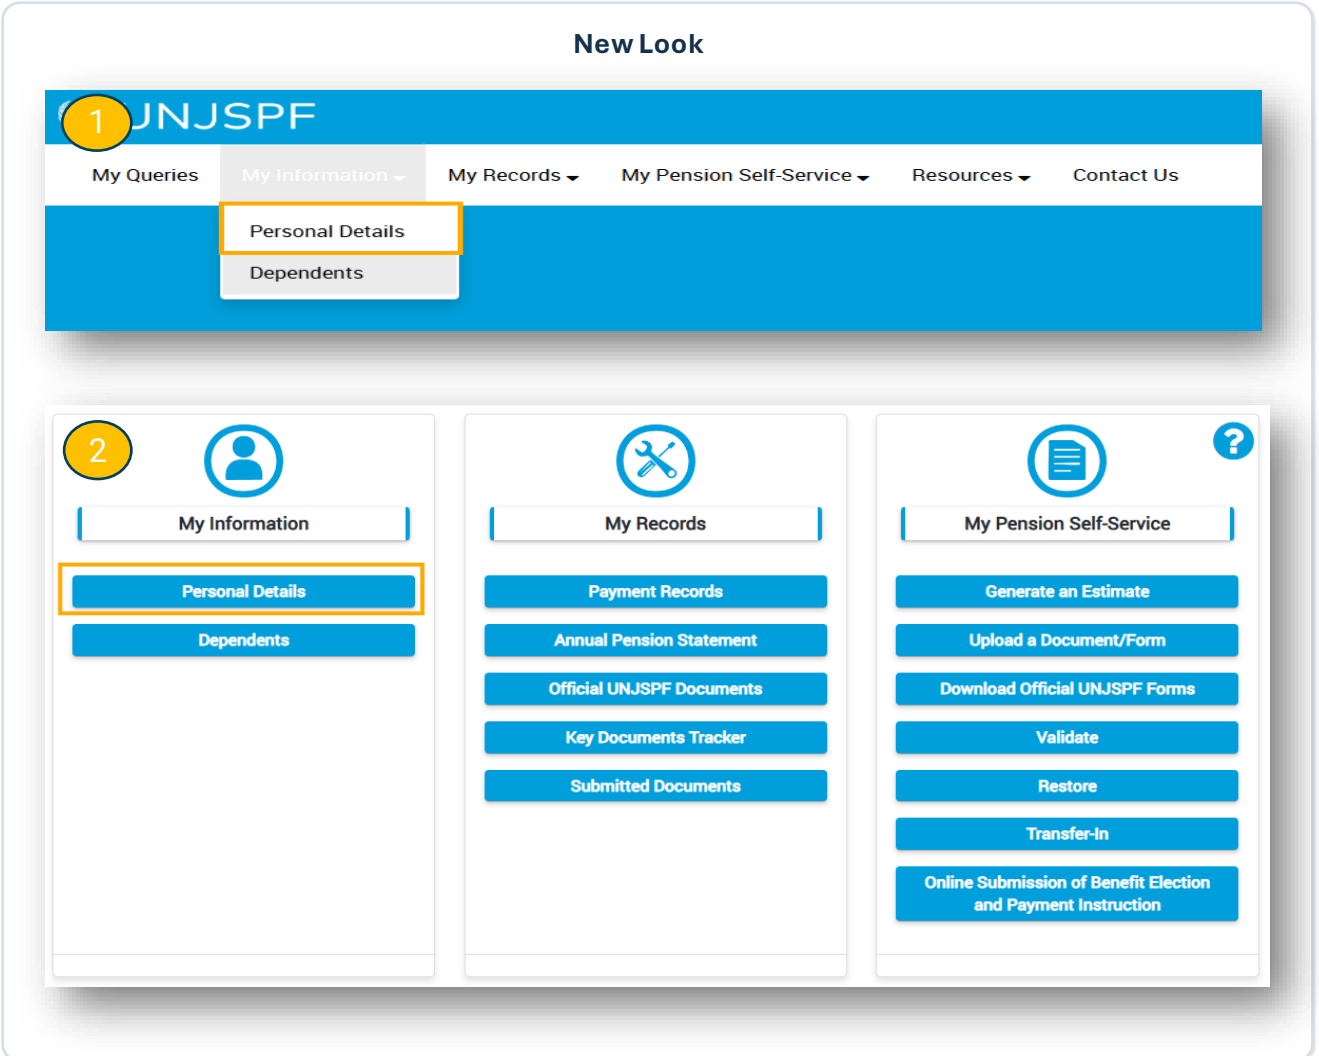 New Look
1
UNJSPF
My Queries My Information My Records My Pension Self-Service Resources Contact Us
Personal Details
Dependents
2
?
My Information
Personal Details
Dependents
My Records
Payment Records
Annual Pension Statement
Official UNJSPF Documents
Key Documents Tracker
Submitted Documents
My Pension Self-Service
Generate an Estimate
Upload a Document/Form
Download Official UNJSPF Forms
Validate
Restore
Transfer-In
Online Submission of Benefit Election
and Payment Instruction